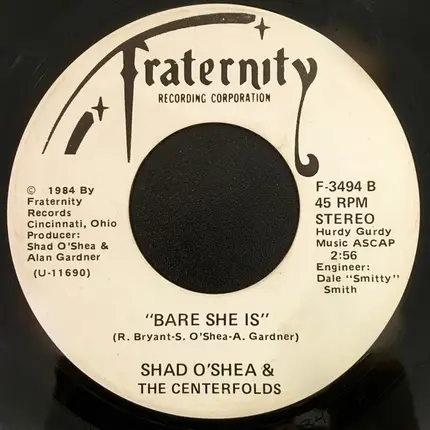 Fraternity
RECORDING CORPORATION
© 1984 By
Fraternity
Records
Cincinnati, Ohio
Producer:
Shad O'Shea &
Alan Gardner
(U-11690)
F-3494 B
45 RPM
STEREO
Hurdy Gurdy
Music ASCAP
2:56
Engineer:
Dale "Smitty"
Smith
"BARE SHE IS"
(R. Bryant-S. O'Shea-A. Gardner)
SHAD O'SHEA &
THE CENTERFOLDS